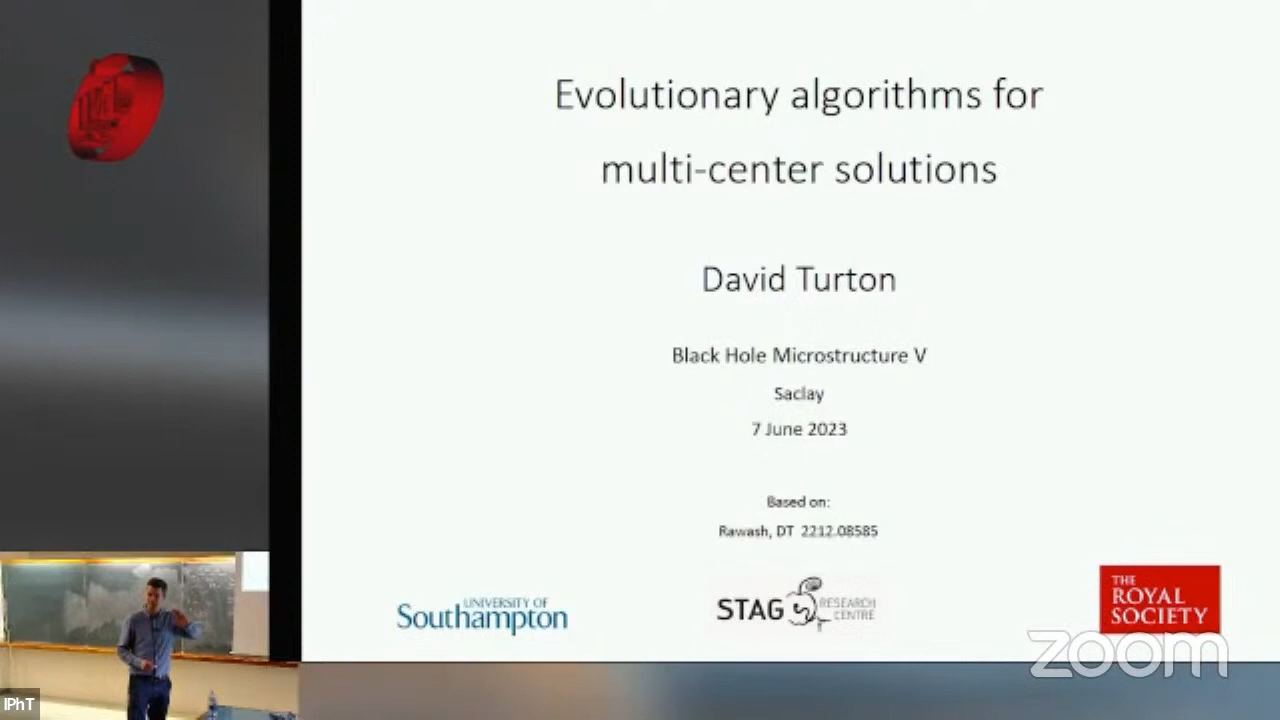 Evolutionary algorithms for
multi-center solutions
David Turton
Black Hole Microstructure V
Saclay
7 June 2023
Based on:
Rawash, DT 2212.08585
UNIVERSITY OF
Southampton
STAG RESEARCH
CENTRE
THE
ROYAL
SOCIETY
zoom
IPhT